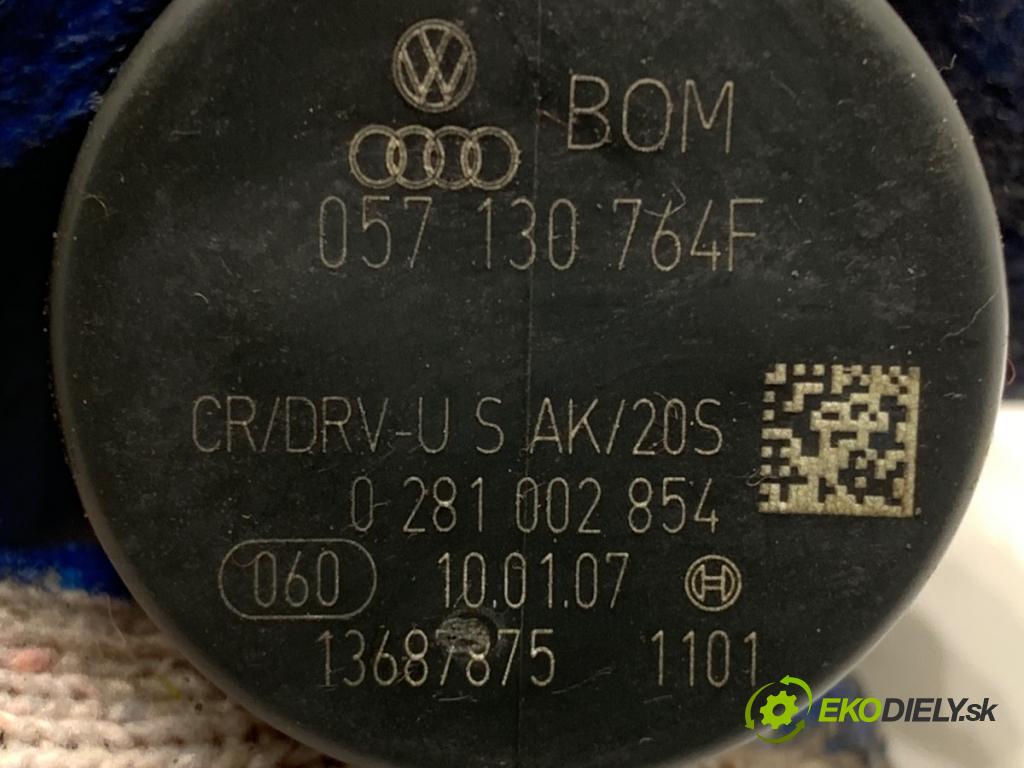 BOM
057 130 764F
CR/DRV-U S AK/20S
0 281 002 854
060 10.01.07
13687875 1101
EKODIELY.sk